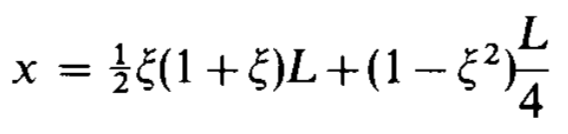 x = ½ξ(1 + ξ)L + (1 − ξ²)L/4